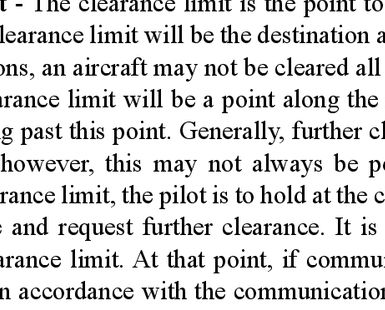 t - The clearance limit is the point to
learance limit will be the destination a
ons, an aircraft may not be cleared all
arance limit will be a point along the
g past this point. Generally, further cl
however, this may not always be po
rance limit, the pilot is to hold at the c
e and request further clearance. It is
arance limit. At that point, if commu
n accordance with the communication